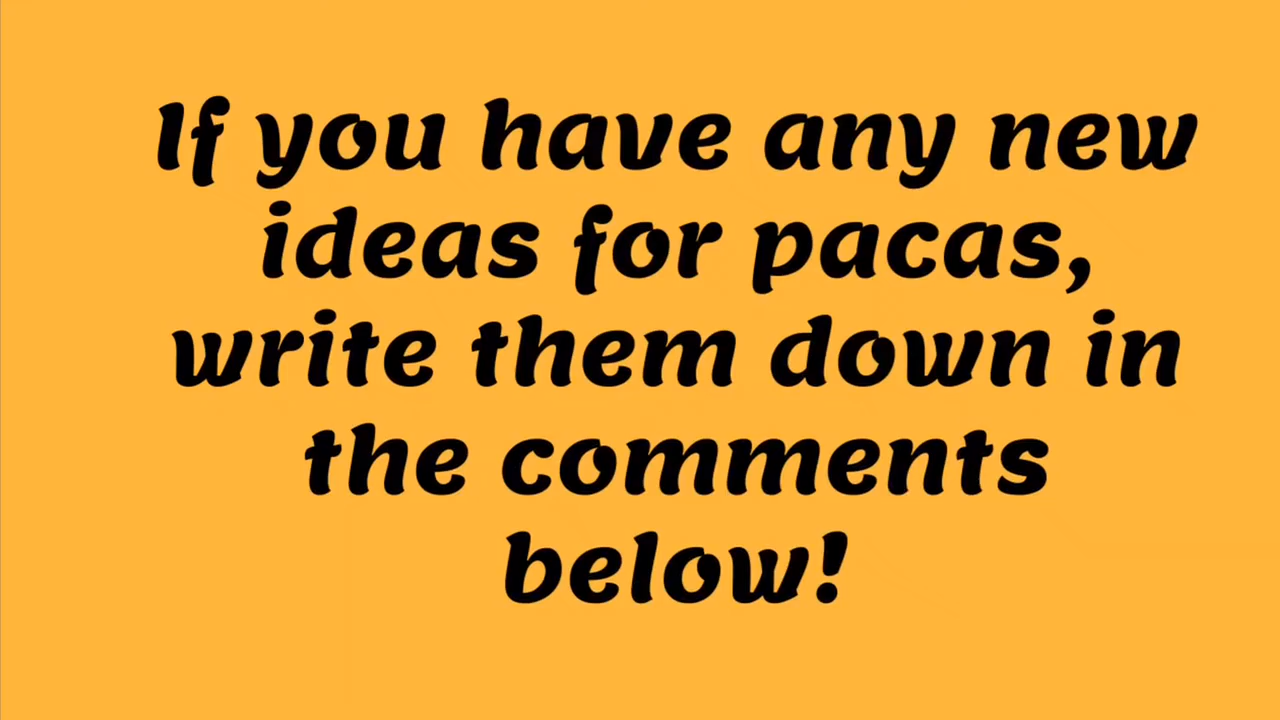 If you have any new
ideas for pacas,
write them down in
the comments
below!